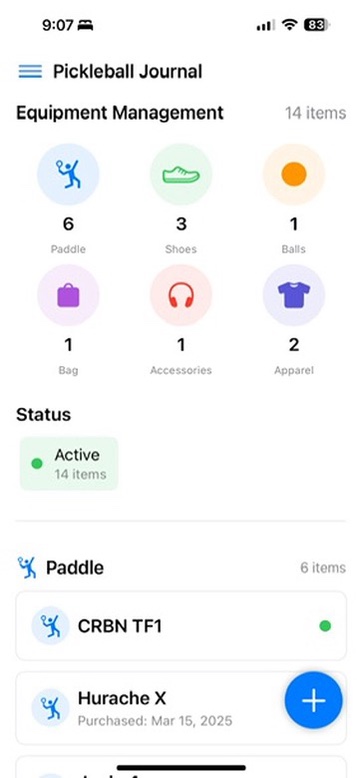 9:07
83
Pickleball Journal
Equipment Management 14 items
6 3 1
Paddle Shoes Balls
1 1 2
Bag Accessories Apparel
Status
Active
14 items
Paddle 6 items
CRBN TF1
Hurache X
Purchased: Mar 15, 2025